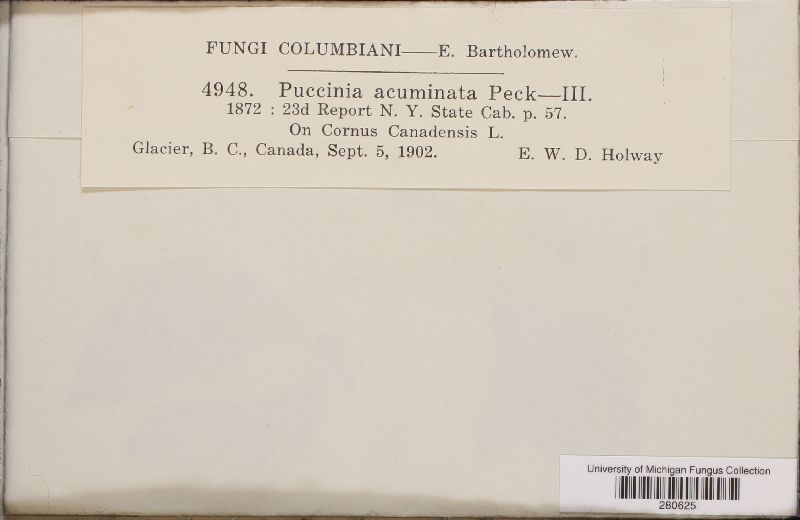 FUNGI COLUMBIANI——E. Bartholomew.
4948. Puccinia acuminata Peck—III.
1872 : 23d Report N. Y. State Cab. p. 57.
On Cornus Canadensis L.
Glacier, B. C., Canada, Sept. 5, 1902. E. W. D. Holway
University of Michigan Fungus Collection
280625